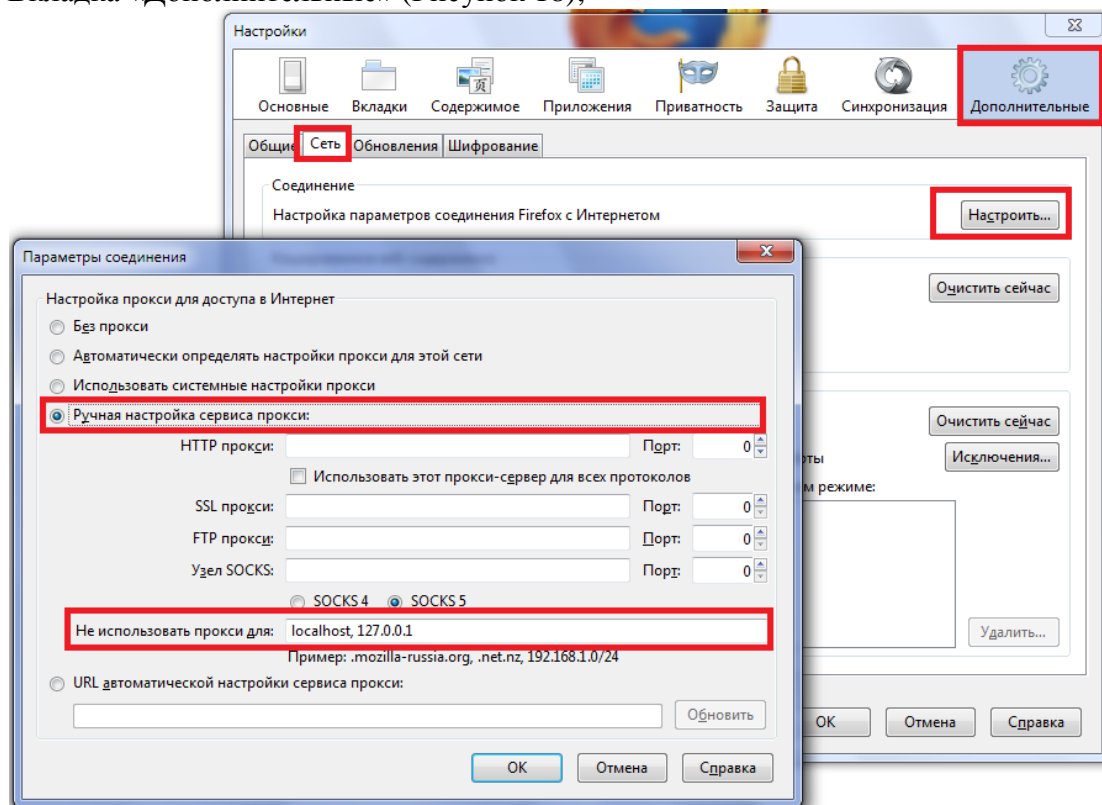 Вкладка «Дополнительные» (Рисунок 18);
Настройки
Основные Вкладки Содержимое Приложения Приватность Защита Синхронизация Дополнительные
Общие Сеть Обновления Шифрование
Соединение
Настройка параметров соединения Firefox с Интернетом Настроить...
Параметры соединения
Очистить сейчас
Настройка прокси для доступа в Интернет
Без прокси
Автоматически определять настройки прокси для этой сети
Использовать системные настройки прокси
Ручная настройка сервиса прокси:
Очистить сейчас
HTTP прокси: Порт: 0
Исключения...
Использовать этот прокси-сервер для всех протоколов
м режиме:
SSL прокси: Порт: 0
FTP прокси: Порт: 0
Узел SOCKS: Порт: 0
SOCKS 4 SOCKS 5
Не использовать прокси для: localhost, 127.0.0.1
Удалить...
Пример: .mozilla-russia.org, .net.nz, 192.168.1.0/24
URL автоматической настройки сервиса прокси:
Обновить
OK Отмена Справка
OK Отмена Справка